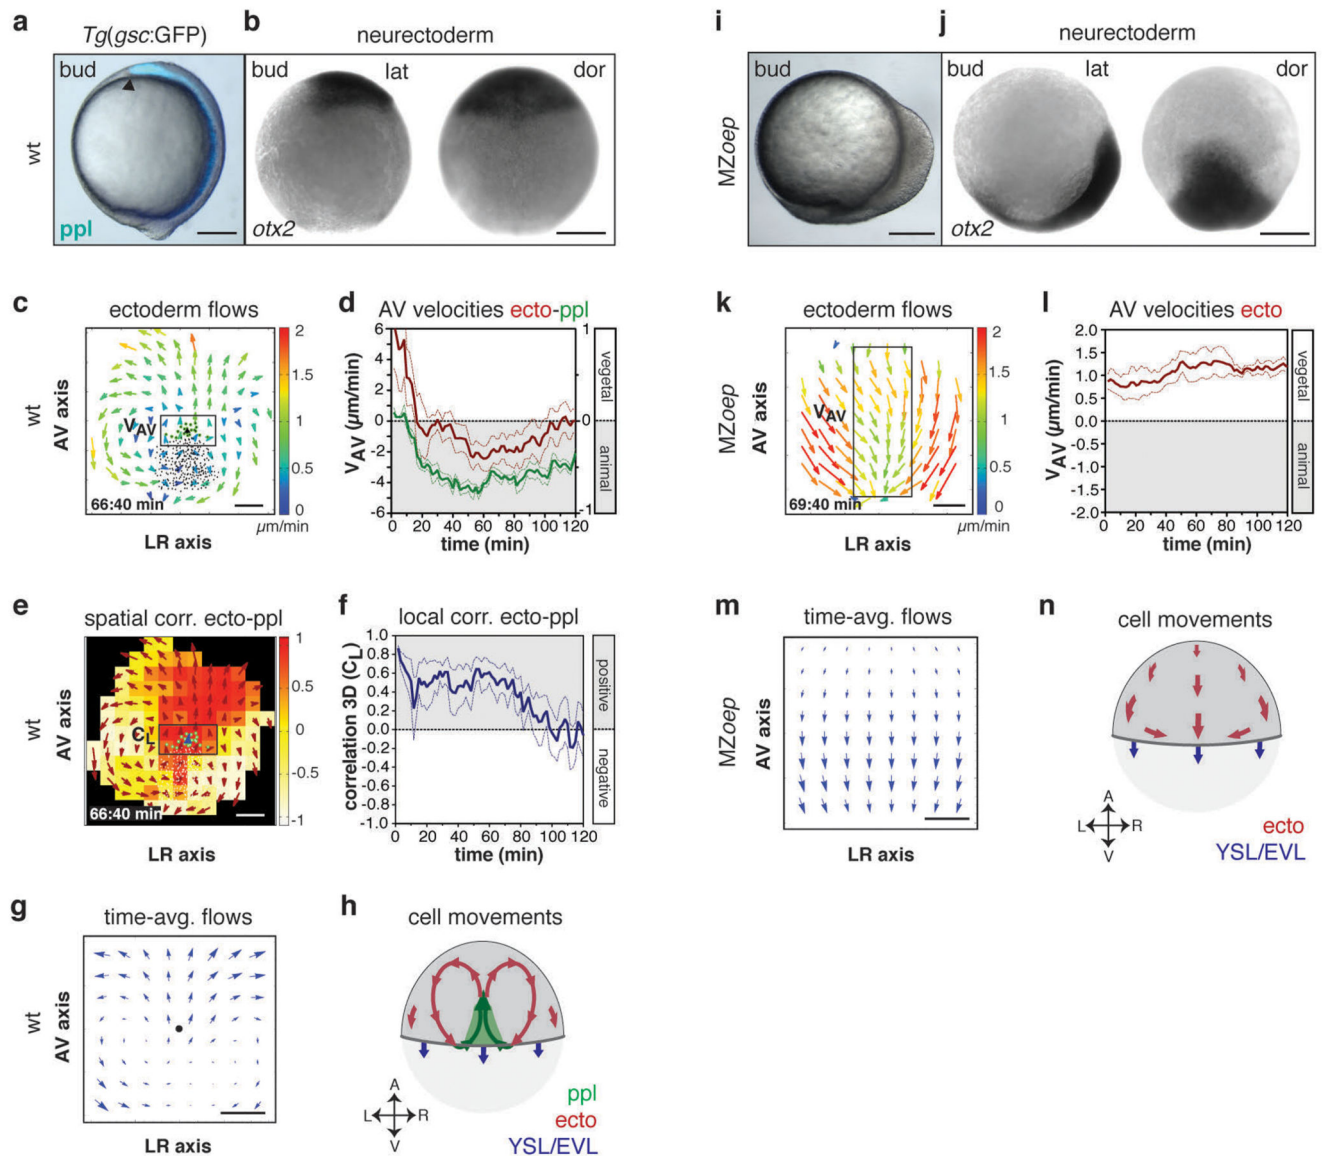 a
Tg(gsc:GFP)
b
neurectoderm
wt
bud
ppl
bud
lat
dor
otx2
c
ectoderm flows
wt
AV axis
VAV
66:40 min
LR axis
2
1.5
1
0.5
0
µm/min
d
AV velocities ecto-ppl
VAV (µm/min)
6
4
2
0
-2
-4
-6
0 20 40 60 80 100 120
time (min)
1
0
-1
vegetal
animal
e
spatial corr. ecto-ppl
wt
AV axis
CL
66:40 min
LR axis
1
0.5
0
-0.5
-1
f
local corr. ecto-ppl
correlation 3D (CL)
1.0
0.8
0.6
0.4
0.2
0.0
-0.2
-0.4
-0.6
-0.8
-1.0
0 20 40 60 80 100 120
time (min)
positive
negative
g
time-avg. flows
wt
AV axis
LR axis
h
cell movements
A
L R
V
ppl
ecto
YSL/EVL
i
j
neurectoderm
MZoep
bud
bud
lat
dor
otx2
k
ectoderm flows
MZoep
AV axis
VAV
69:40 min
LR axis
2
1.5
1
0.5
0
µm/min
l
AV velocities ecto
VAV (µm/min)
2.0
1.5
1.0
0.5
0.0
-0.5
-1.0
-1.5
-2.0
0 20 40 60 80 100 120
time (min)
vegetal
animal
m
time-avg. flows
MZoep
AV axis
LR axis
n
cell movements
A
L R
V
ecto
YSL/EVL